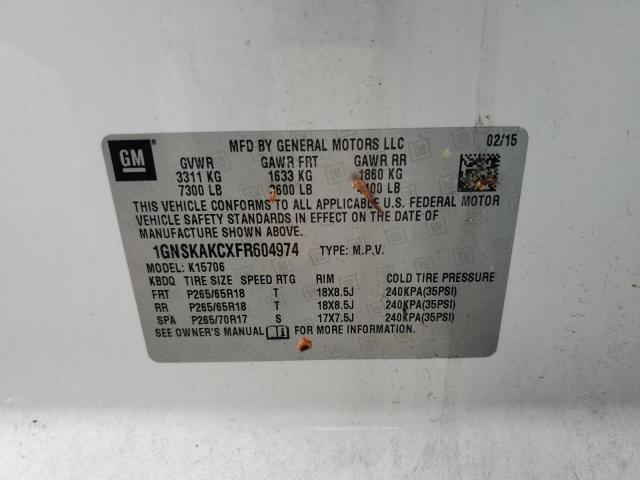 GM
MFD BY GENERAL MOTORS LLC 02/15
GVWR GAWR FRT GAWR RR
3311 KG 1633 KG 1860 KG
7300 LB 3600 LB 4100 LB
THIS VEHICLE CONFORMS TO ALL APPLICABLE U.S. FEDERAL MOTOR
VEHICLE SAFETY STANDARDS IN EFFECT ON THE DATE OF
MANUFACTURE SHOWN ABOVE.
1GNSKAKCXFR604974 TYPE: M.P.V.
MODEL: K15706
KBDQ TIRE SIZE SPEED RTG RIM COLD TIRE PRESSURE
FRT P265/65R18 T 18X8.5J 240KPA(35PSI)
RR P265/65R18 T 18X8.5J 240KPA(35PSI)
SPA P265/70R17 S 17X7.5J 240KPA(35PSI)
SEE OWNER'S MANUAL FOR MORE INFORMATION.